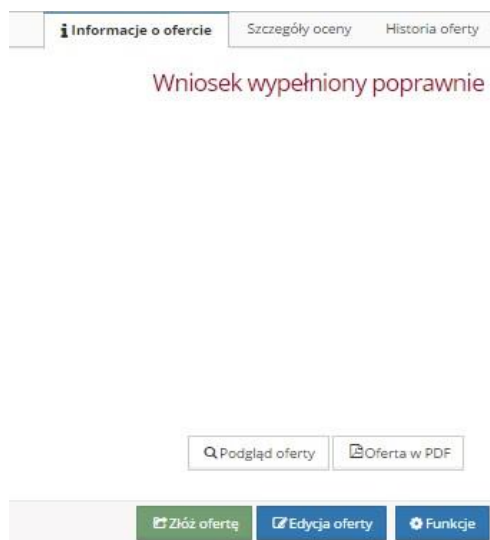 Informacje o ofercie Szczegóły oceny Historia oferty
Wniosek wypełniony poprawnie
Podgląd oferty Oferta w PDF
Złóż ofertę Edycja oferty Funkcje